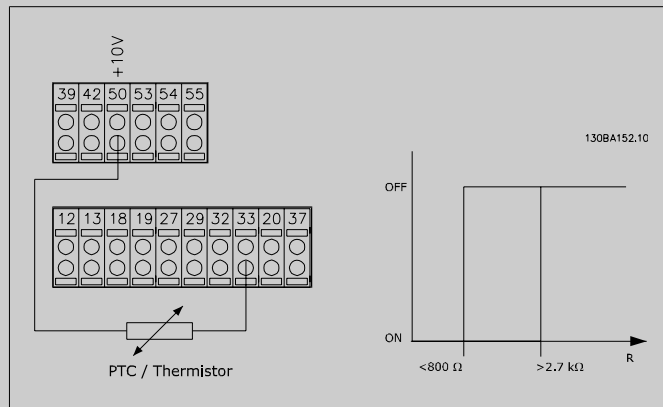 +10V
39 42 50 53 54 55
130BA152.10
OFF
12 13 18 19 27 29 32 33 20 37
ON
<800 Ω
>2.7 kΩ
R
PTC / Thermistor